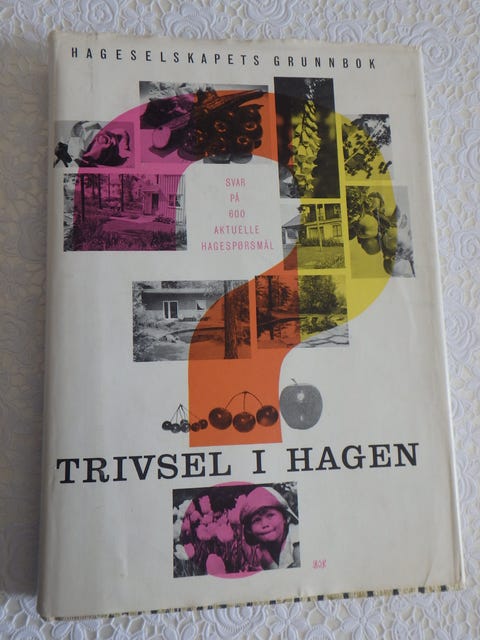 HAGESELSKAPETS GRUNNBOK
SVAR
PÅ
600
AKTUELLE
HAGESPØRSMÅL
TRIVSEL I HAGEN